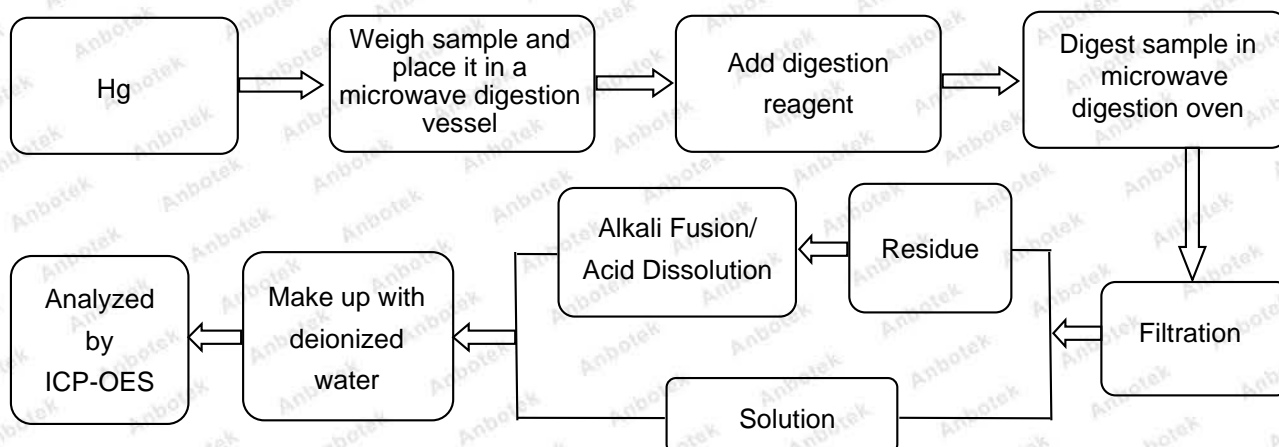 Hg
Weigh sample and
place it in a
microwave digestion
vessel
Add digestion
reagent
Digest sample in
microwave
digestion oven
Filtration
Residue
Alkali Fusion/
Acid Dissolution
Solution
Make up with
deionized
water
Analyzed
by
ICP-OES
Anbotek